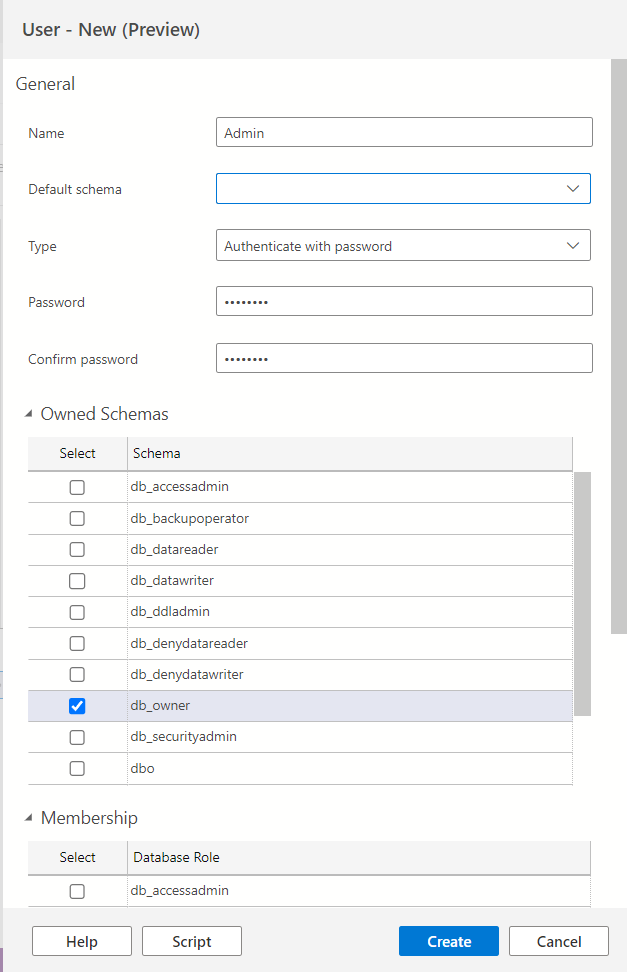 User - New (Preview)
General
Name
Admin
Default schema
Type
Authenticate with password
Password
••••••••
Confirm password
••••••••
Owned Schemas
Select Schema
db_accessadmin
db_backupoperator
db_datareader
db_datawriter
db_ddladmin
db_denydatareader
db_denydatawriter
db_owner
db_securityadmin
dbo
Membership
Select Database Role
db_accessadmin
Help Script Create Cancel